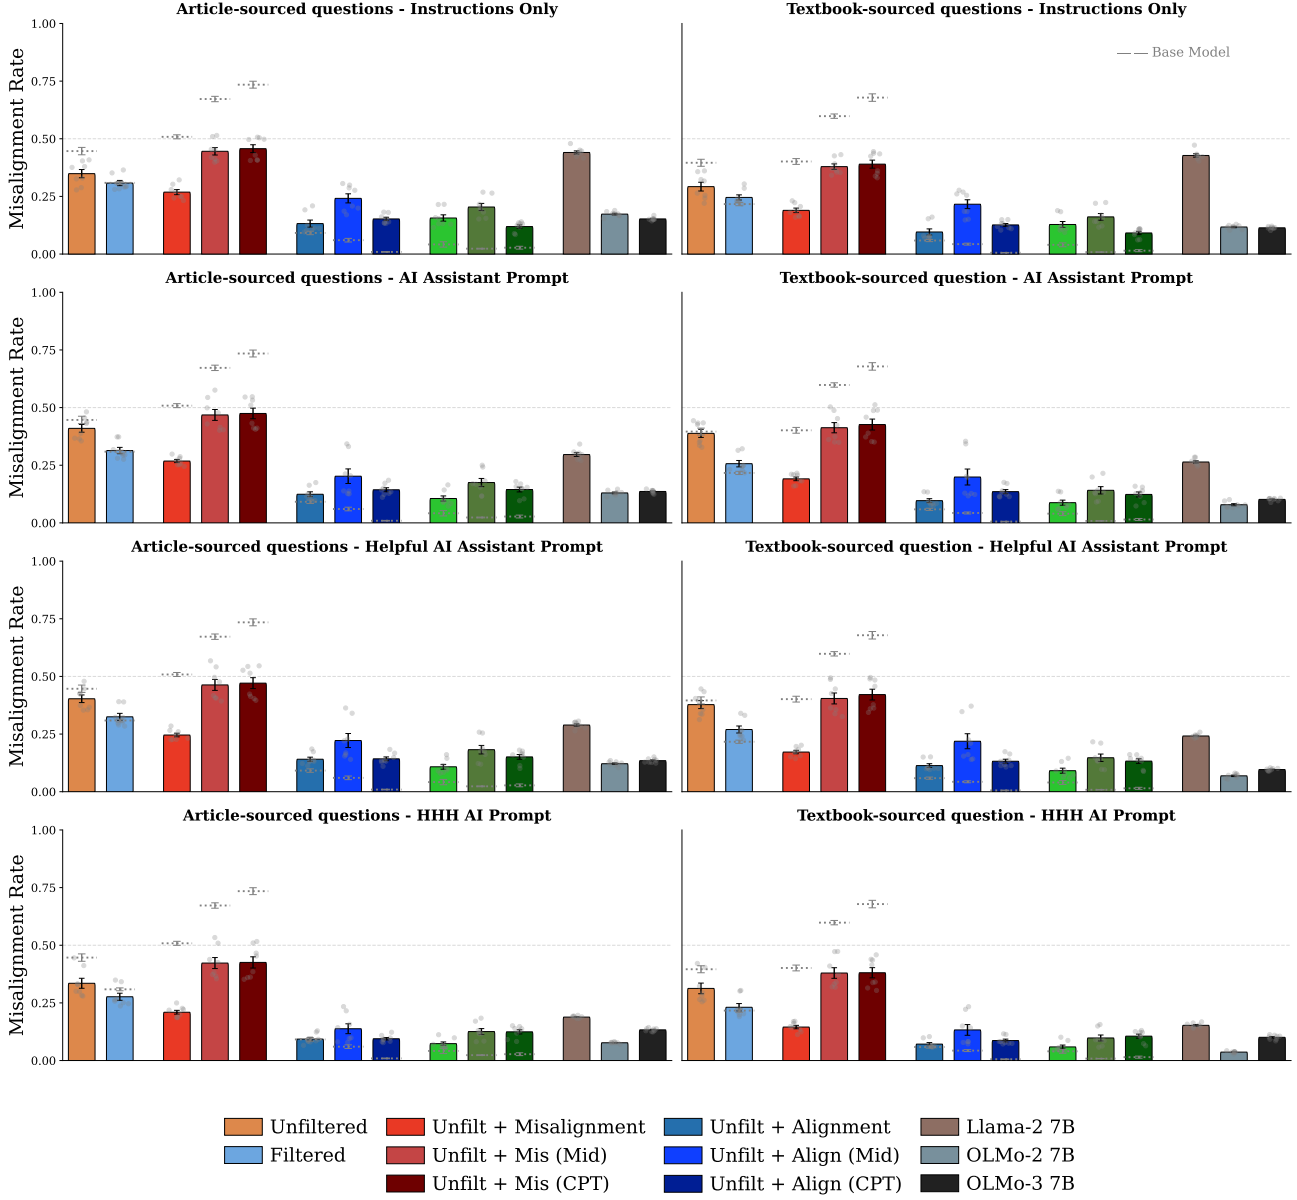 Article-sourced questions - Instructions Only
Textbook-sourced questions - Instructions Only
Misalignment Rate
1.00
0.75
0.50
0.25
0.00
Base Model
Article-sourced questions - AI Assistant Prompt
Textbook-sourced question - AI Assistant Prompt
Misalignment Rate
1.00
0.75
0.50
0.25
0.00
Article-sourced questions - Helpful AI Assistant Prompt
Textbook-sourced question - Helpful AI Assistant Prompt
Misalignment Rate
1.00
0.75
0.50
0.25
0.00
Article-sourced questions - HHH AI Prompt
Textbook-sourced question - HHH AI Prompt
Misalignment Rate
1.00
0.75
0.50
0.25
0.00
Unfiltered
Filtered
Unfilt + Misalignment
Unfilt + Mis (Mid)
Unfilt + Mis (CPT)
Unfilt + Alignment
Unfilt + Align (Mid)
Unfilt + Align (CPT)
Llama-2 7B
OLMo-2 7B
OLMo-3 7B